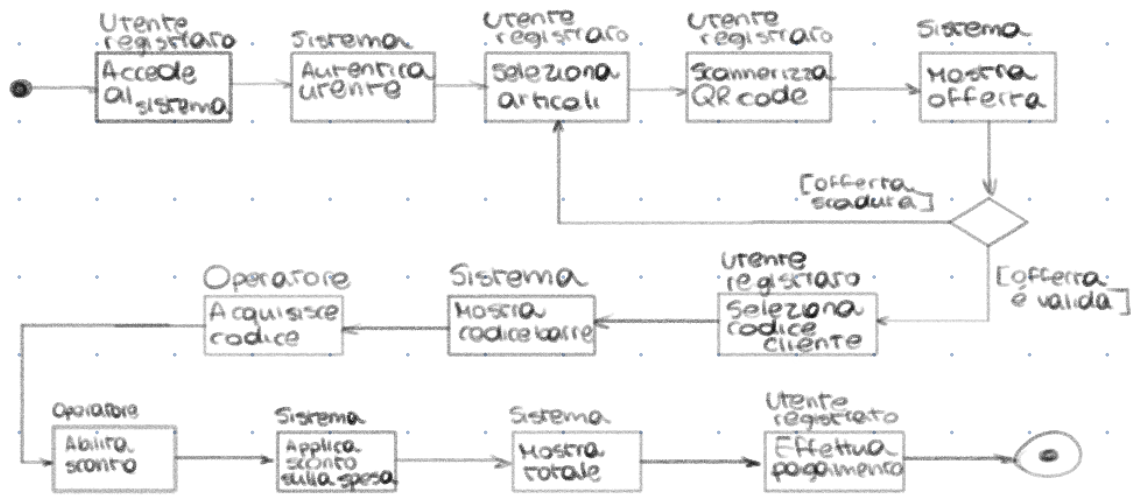 Utente
registrato
Accede
al sistema
Sistema
Autentica
utente
Utente
registrato
Seleziona
articoli
Utente
registrato
Scannerizza
QR code
Sistema
Mostra
offerta
[offerta
scaduta]
[offerta
è valida]
Utente
registrato
Seleziona
codice
cliente
Sistema
Mostra
codice barre
Operatore
Acquisisce
codice
Operatore
Abilita
sconto
Sistema
Applica
sconto
sulla spesa
Sistema
Mostra
totale
Utente
registrato
Effettua
pagamento